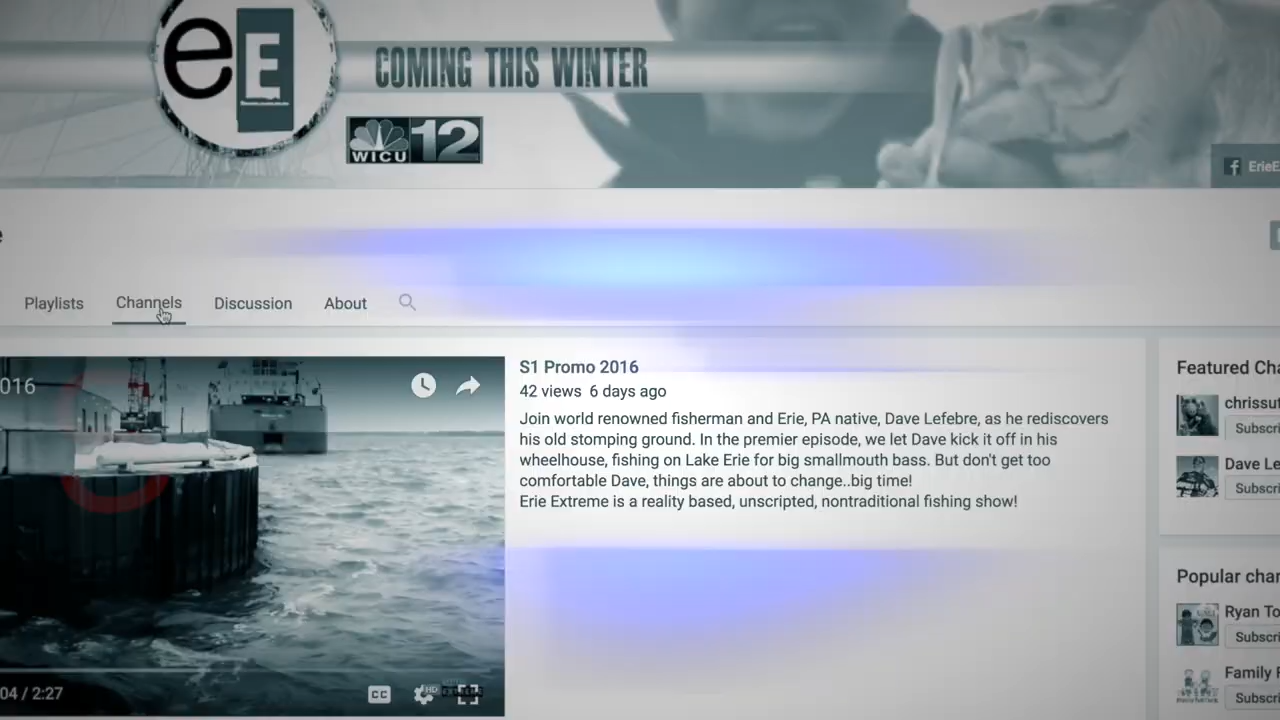 eE
COMING THIS WINTER
WICU 12
ErieE
e
Playlists
Channels
Discussion
About
016
S1 Promo 2016
42 views 6 days ago
Join world renowned fisherman and Erie, PA native, Dave Lefebre, as he rediscovers
his old stomping ground. In the premier episode, we let Dave kick it off in his
wheelhouse, fishing on Lake Erie for big smallmouth bass. But don't get too
comfortable Dave, things are about to change..big time!
Erie Extreme is a reality based, unscripted, nontraditional fishing show!
04 / 2:27
CC
HD
Featured Cha
chrissut
Subscri
Dave Le
Subscri
Popular char
Ryan To
Subscri
Family F
Subscri